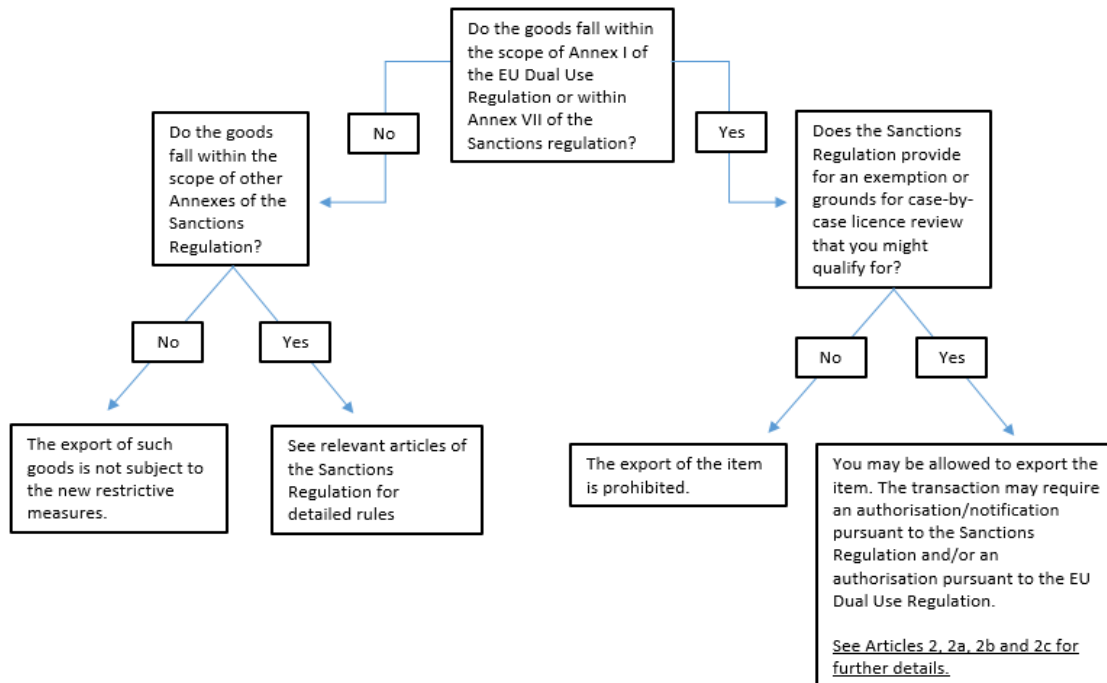 Do the goods fall within
the scope of Annex I of
the EU Dual Use
Regulation or within
Annex VII of the
Sanctions regulation?
No
Yes
Do the goods
fall within the
scope of other
Annexes of the
Sanctions
Regulation?
Does the Sanctions
Regulation provide
for an exemption or
grounds for case-by-
case licence review
that you might
qualify for?
No
Yes
No
Yes
The export of such
goods is not subject to
the new restrictive
measures.
See relevant articles of
the Sanctions
Regulation for
detailed rules
The export of the item
is prohibited.
You may be allowed to export the
item. The transaction may require
an authorisation/notification
pursuant to the Sanctions
Regulation and/or an
authorisation pursuant to the EU
Dual Use Regulation.
See Articles 2, 2a, 2b and 2c for
further details.